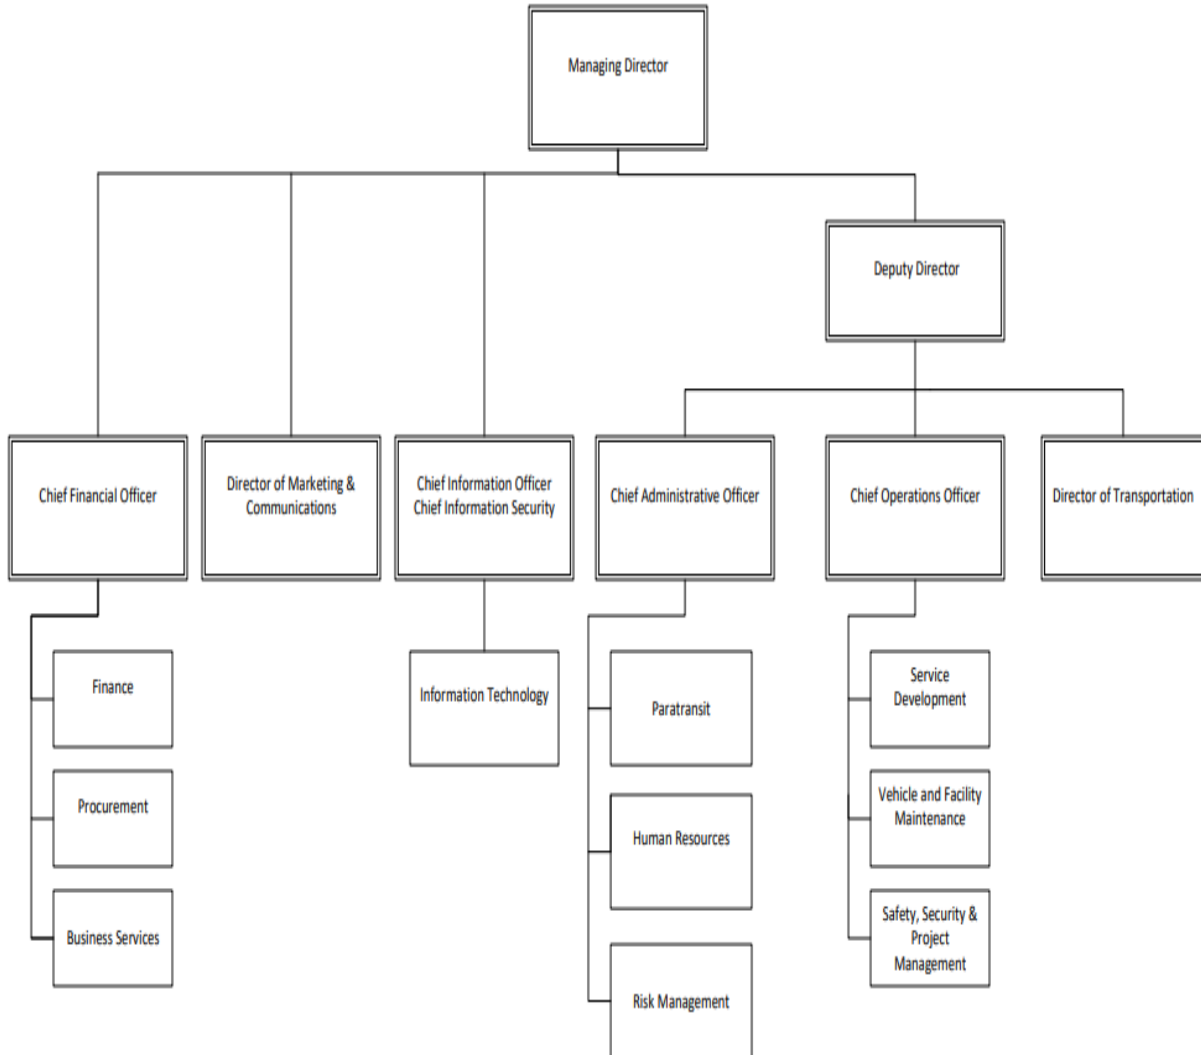 Managing Director
Deputy Director
Chief Financial Officer
Director of Marketing &
Communications
Chief Information Officer
Chief Information Security
Chief Administrative Officer
Chief Operations Officer
Director of Transportation
Finance
Procurement
Business Services
Information Technology
Paratransit
Human Resources
Risk Management
Service
Development
Vehicle and Facility
Maintenance
Safety, Security &
Project
Management